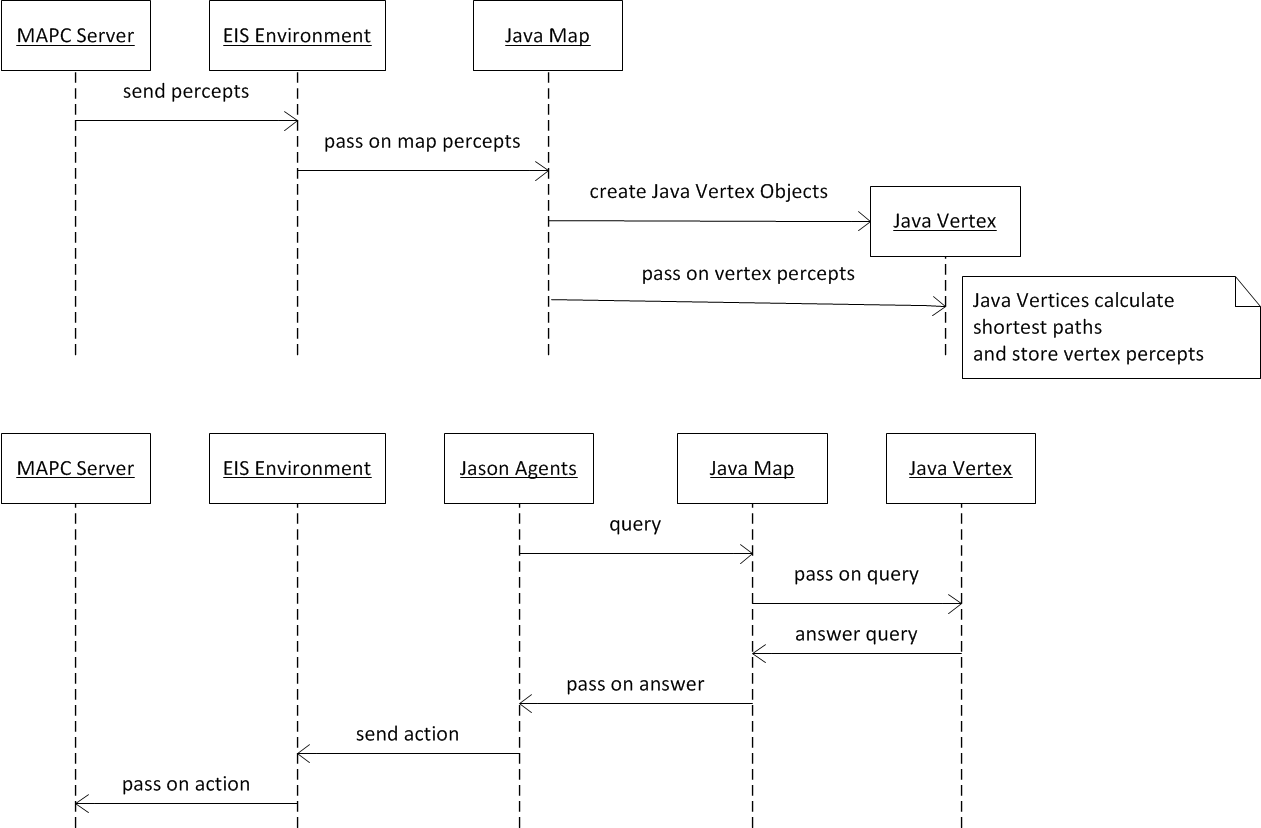 MAPC Server
EIS Environment
Java Map
send percepts
pass on map percepts
create Java Vertex Objects
Java Vertex
pass on vertex percepts
Java Vertices calculate
shortest paths
and store vertex percepts
MAPC Server
EIS Environment
Jason Agents
Java Map
Java Vertex
query
pass on query
answer query
pass on answer
send action
pass on action